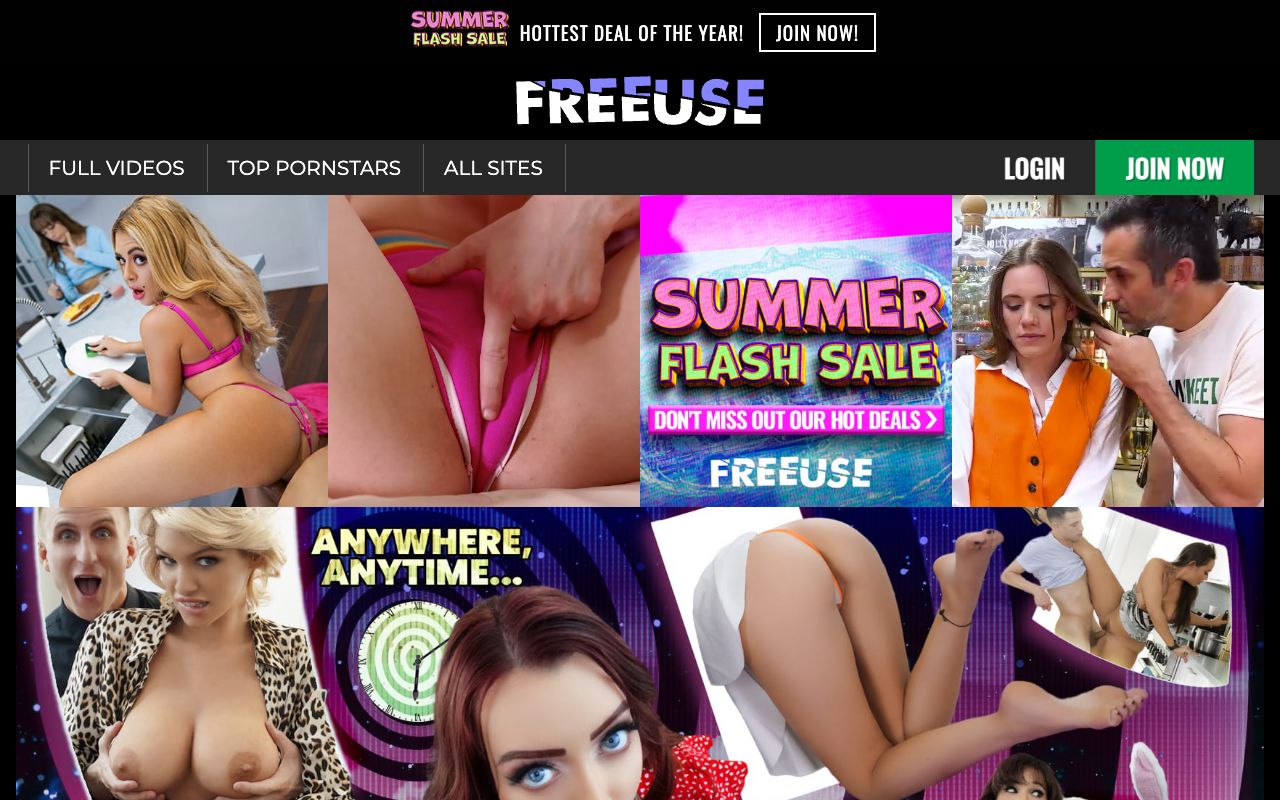 SUMMER
FLASH SALE
HOTTEST DEAL OF THE YEAR!
JOIN NOW!
FREEUSE
FULL VIDEOS
TOP PORNSTARS
ALL SITES
LOGIN
JOIN NOW
SUMMER
FLASH SALE
DON'T MISS OUT OUR HOT DEALS >
FREEUSE
ANYWHERE,
ANYTIME...